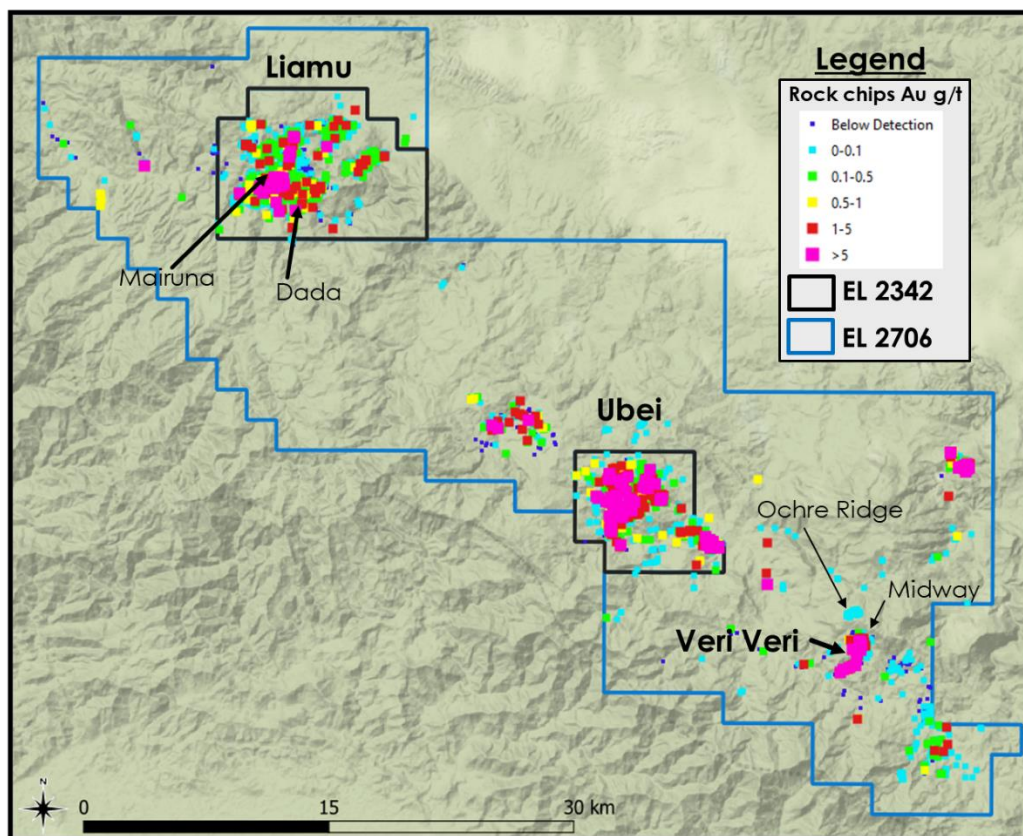 Liamu
Legend
Rock chips Au g/t
Below Detection
0-0.1
0.1-0.5
0.5-1
1-5
>5
EL 2342
EL 2706
Mairuna
Dada
Ubei
Ochre Ridge
Midway
Veri Veri
N
0 15 30 km